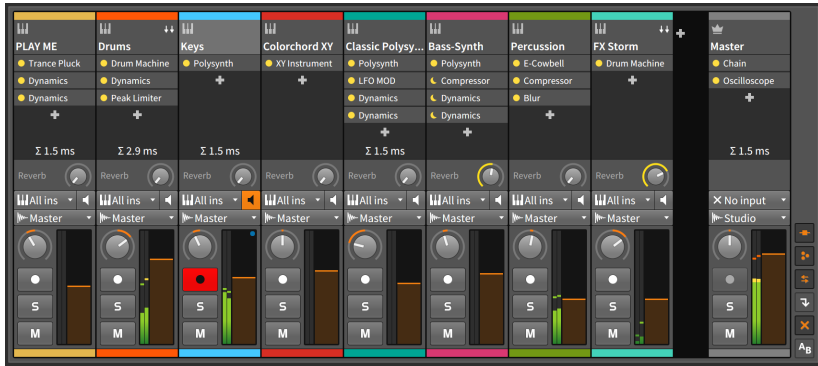 PLAY ME
Drums
Keys
Colorchord XY
Classic Polysy...
Bass-Synth
Percussion
FX Storm
Master
Trance Pluck
Drum Machine
Polysynth
XY Instrument
Polysynth
Polysynth
E-Cowbell
Drum Machine
Chain
Dynamics
Dynamics
LFO MOD
Compressor
Compressor
Oscilloscope
Dynamics
Peak Limiter
Dynamics
Dynamics
Blur
Dynamics
Dynamics
Σ 1.5 ms
Σ 2.9 ms
Σ 1.5 ms
Σ 1.5 ms
Σ 1.5 ms
Reverb
Reverb
Reverb
Reverb
Reverb
Reverb
Reverb
Reverb
All ins
All ins
All ins
All ins
All ins
All ins
All ins
All ins
No input
Master
Master
Master
Master
Master
Master
Master
Master
Studio
S
S
S
S
S
S
S
S
S
M
M
M
M
M
M
M
M
M
AB